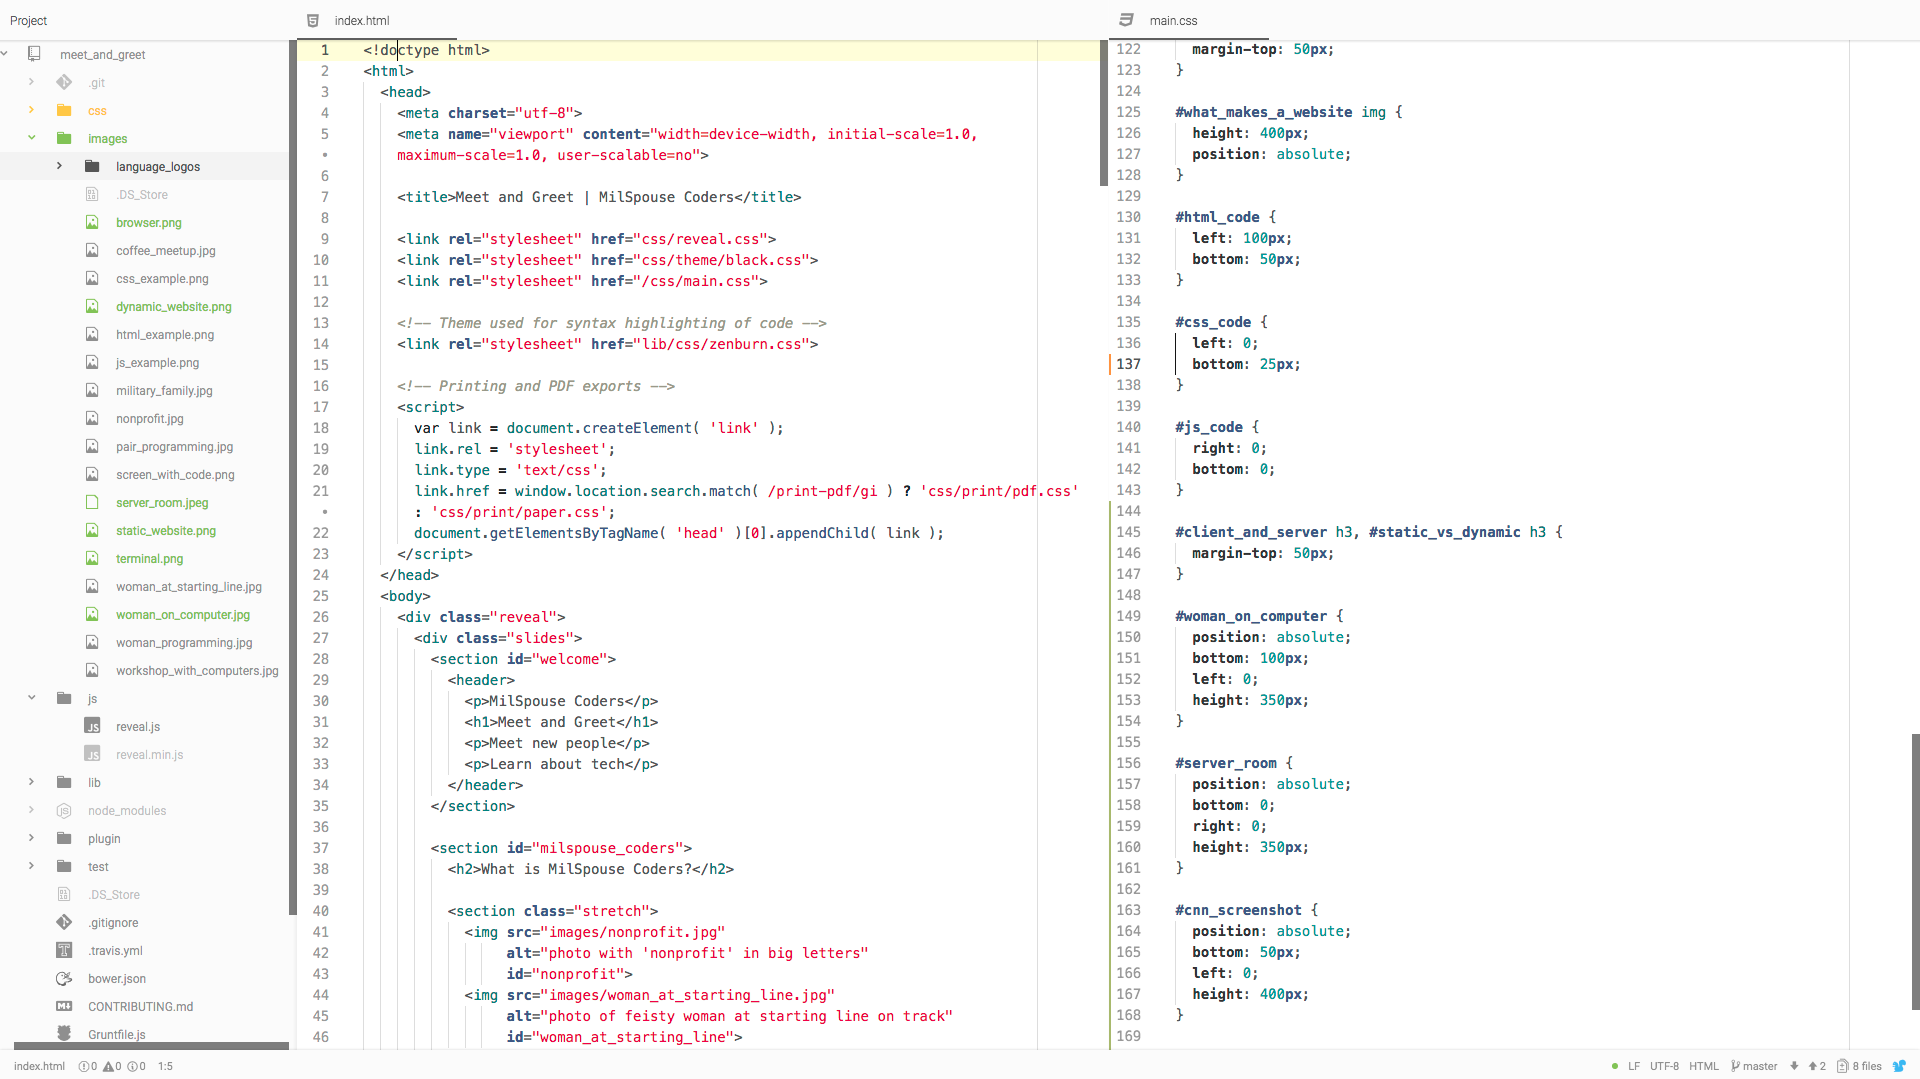 Project
meet_and_greet
.git
css
images
language_logos
.DS_Store
browser.png
coffee_meetup.jpg
css_example.png
dynamic_website.png
html_example.png
js_example.png
military_family.jpg
nonprofit.jpg
pair_programming.jpg
screen_with_code.png
server_room.jpeg
static_website.png
terminal.png
woman_at_starting_line.jpg
woman_on_computer.jpg
woman_programming.jpg
workshop_with_computers.jpg
js
JS reveal.js
JS reveal.min.js
lib
node_modules
plugin
test
.DS_Store
.gitignore
.travis.yml
bower.json
CONTRIBUTING.md
Gruntfile.js
index.html
1 <!doctype html>
2 <html>
3 <head>
4 <meta charset="utf-8">
5 <meta name="viewport" content="width=device-width, initial-scale=1.0,
• maximum-scale=1.0, user-scalable=no">
6
7 <title>Meet and Greet | MilSpouse Coders</title>
8
9 <link rel="stylesheet" href="css/reveal.css">
10 <link rel="stylesheet" href="css/theme/black.css">
11 <link rel="stylesheet" href="/css/main.css">
12
13 <!-- Theme used for syntax highlighting of code -->
14 <link rel="stylesheet" href="lib/css/zenburn.css">
15
16 <!-- Printing and PDF exports -->
17 <script>
18 var link = document.createElement( 'link' );
19 link.rel = 'stylesheet';
20 link.type = 'text/css';
21 link.href = window.location.search.match( /print-pdf/gi ) ? 'css/print/pdf.css'
• : 'css/print/paper.css';
22 document.getElementsByTagName( 'head' )[0].appendChild( link );
23 </script>
24 </head>
25 <body>
26 <div class="reveal">
27 <div class="slides">
28 <section id="welcome">
29 <header>
30 <p>MilSpouse Coders</p>
31 <h1>Meet and Greet</h1>
32 <p>Meet new people</p>
33 <p>Learn about tech</p>
34 </header>
35 </section>
36
37 <section id="milspouse_coders">
38 <h2>What is MilSpouse Coders?</h2>
39
40 <section class="stretch">
41 <img src="images/nonprofit.jpg"
42 alt="photo with 'nonprofit' in big letters"
43 id="nonprofit">
44 <img src="images/woman_at_starting_line.jpg"
45 alt="photo of feisty woman at starting line on track"
46 id="woman_at_starting_line">
main.css
122 margin-top: 50px;
123 }
124
125 #what_makes_a_website img {
126 height: 400px;
127 position: absolute;
128 }
129
130 #html_code {
131 left: 100px;
132 bottom: 50px;
133 }
134
135 #css_code {
136 left: 0;
137 bottom: 25px;
138 }
139
140 #js_code {
141 right: 0;
142 bottom: 0;
143 }
144
145 #client_and_server h3, #static_vs_dynamic h3 {
146 margin-top: 50px;
147 }
148
149 #woman_on_computer {
150 position: absolute;
151 bottom: 100px;
152 left: 0;
153 height: 350px;
154 }
155
156 #server_room {
157 position: absolute;
158 bottom: 0;
159 right: 0;
160 height: 350px;
161 }
162
163 #cnn_screenshot {
164 position: absolute;
165 bottom: 50px;
166 left: 0;
167 height: 400px;
168 }
169
index.html 0 0 0 1:5
LF UTF-8 HTML master 2 8 files